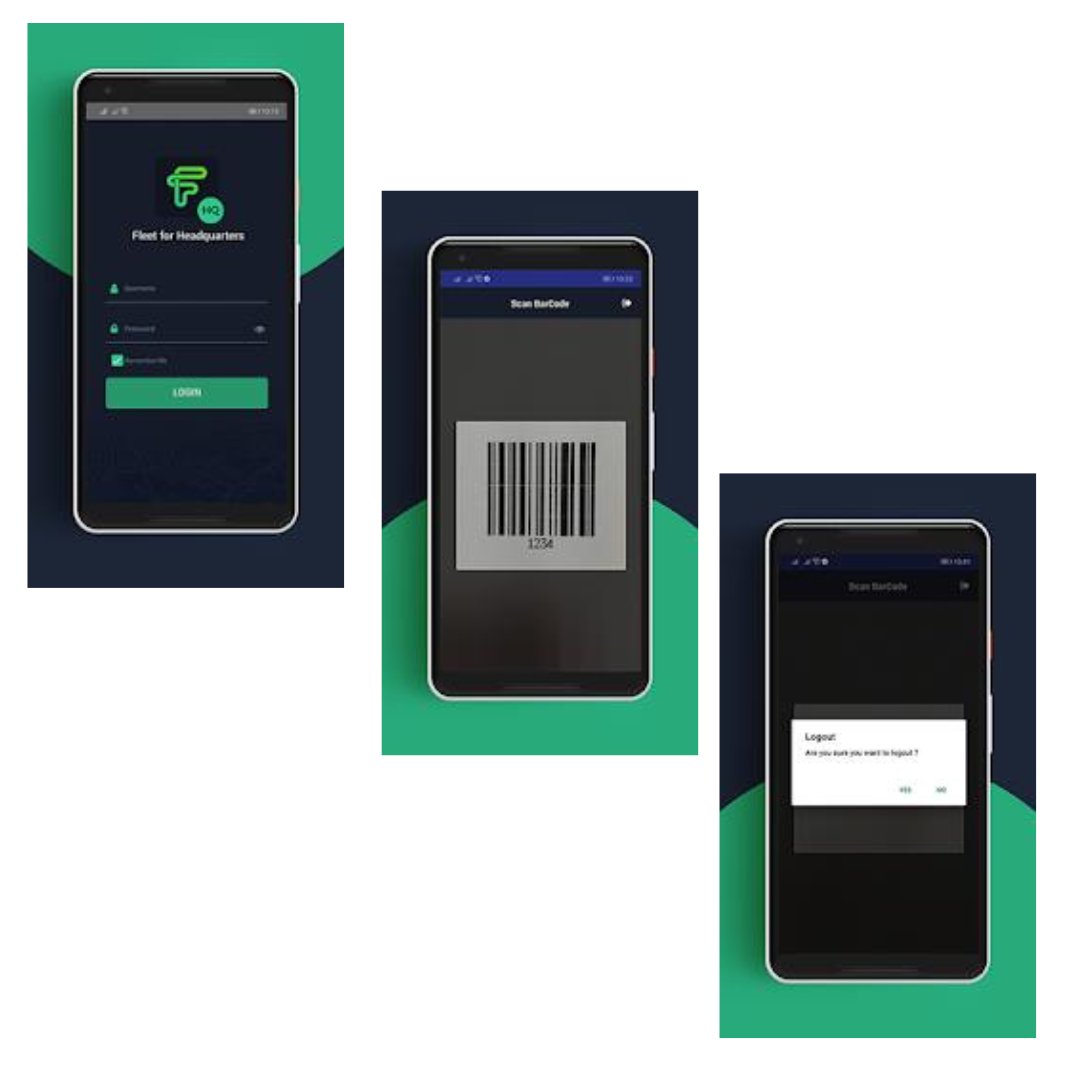 HQ
Fleet for Headquarters
Username
Password
Remember Me
LOGIN
Scan BarCode
1234
Scan BarCode
Logout
Are you sure you want to logout ?
YES NO